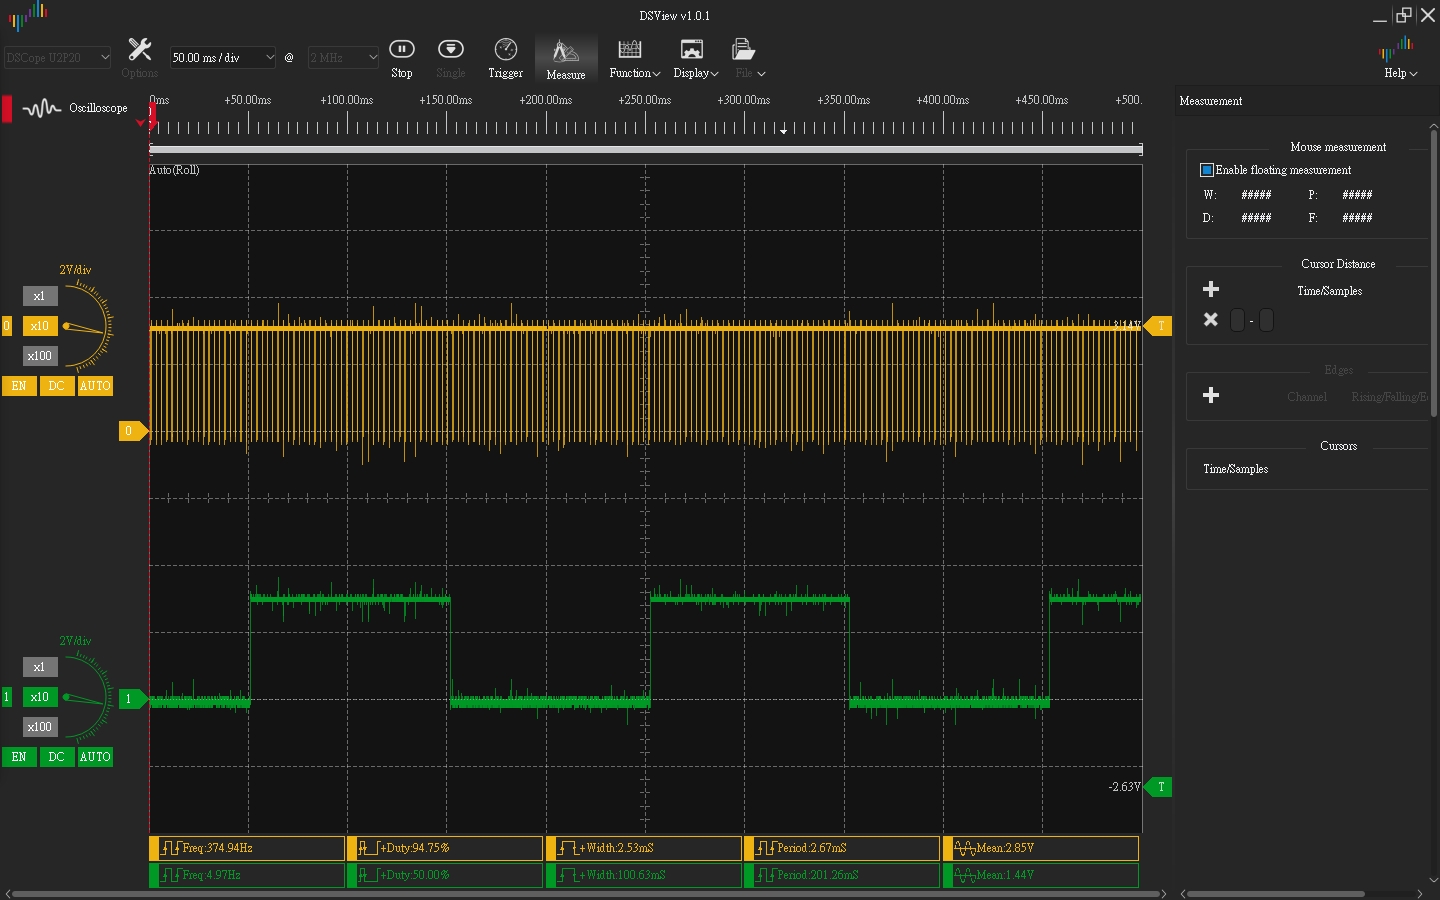 DSView v1.0.1
DSCope U2P20
Options
50.00 ms / div
@
2 MHz
Stop
Single
Trigger
Measure
Function
Display
File
Help
Oscilloscope
0ms +50.00ms +100.00ms +150.00ms +200.00ms +250.00ms +300.00ms +350.00ms +400.00ms +450.00ms +500.
Auto(Roll)
2V/div
x1
0 x10
x100
EN DC AUTO
0
3.14V T
2V/div
x1
1 x10
x100
EN DC AUTO
1
-2.63V T
Freq:374.94Hz +Duty:94.75% +Width:2.53mS Period:2.67mS Mean:2.85V
Freq:4.97Hz +Duty:50.00% +Width:100.63mS Period:201.26mS Mean:1.44V
Measurement
Mouse measurement
Enable floating measurement
W: ##### P: #####
D: ##### F: #####
Cursor Distance
Time/Samples
-
Edges
Channel Rising/Falling/E
Cursors
Time/Samples